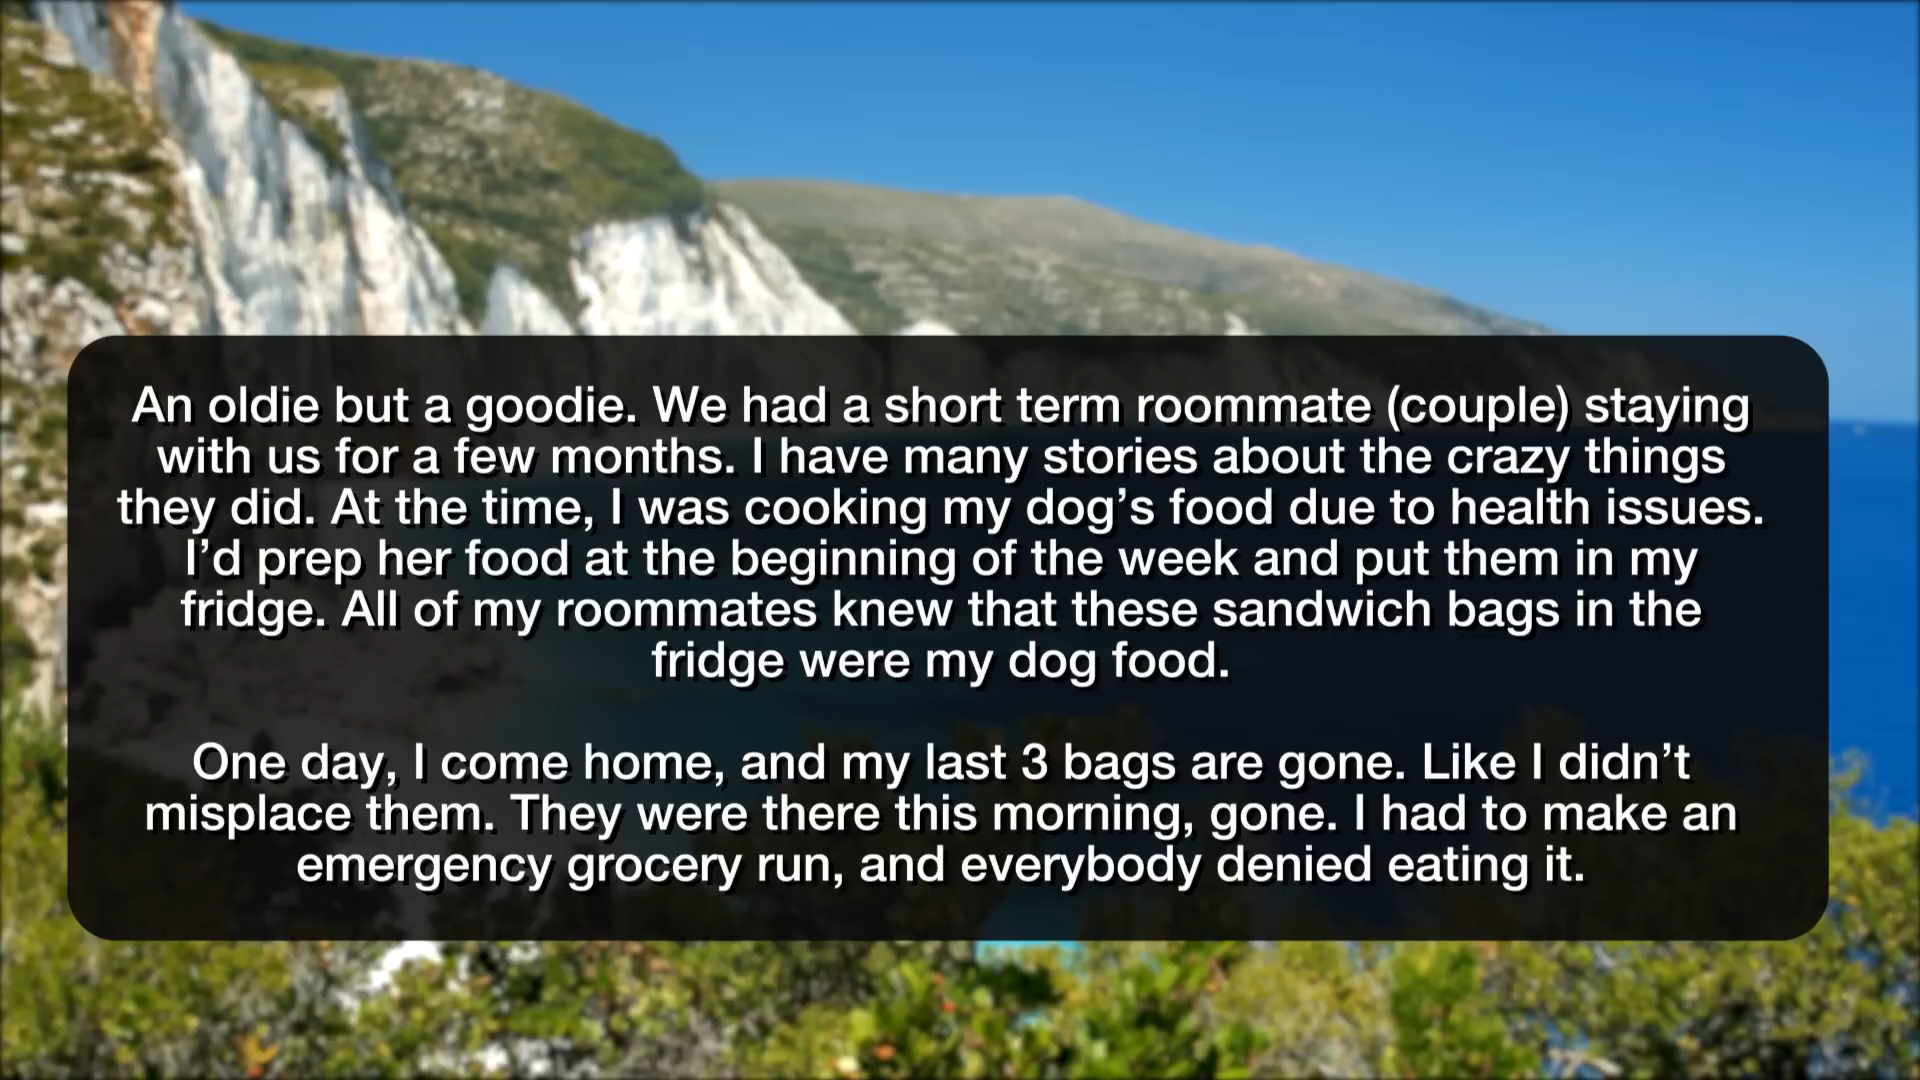 An oldie but a goodie. We had a short term roommate (couple) staying
with us for a few months. I have many stories about the crazy things
they did. At the time, I was cooking my dog’s food due to health issues.
I’d prep her food at the beginning of the week and put them in my
fridge. All of my roommates knew that these sandwich bags in the
fridge were my dog food.
One day, I come home, and my last 3 bags are gone. Like I didn’t
misplace them. They were there this morning, gone. I had to make an
emergency grocery run, and everybody denied eating it.